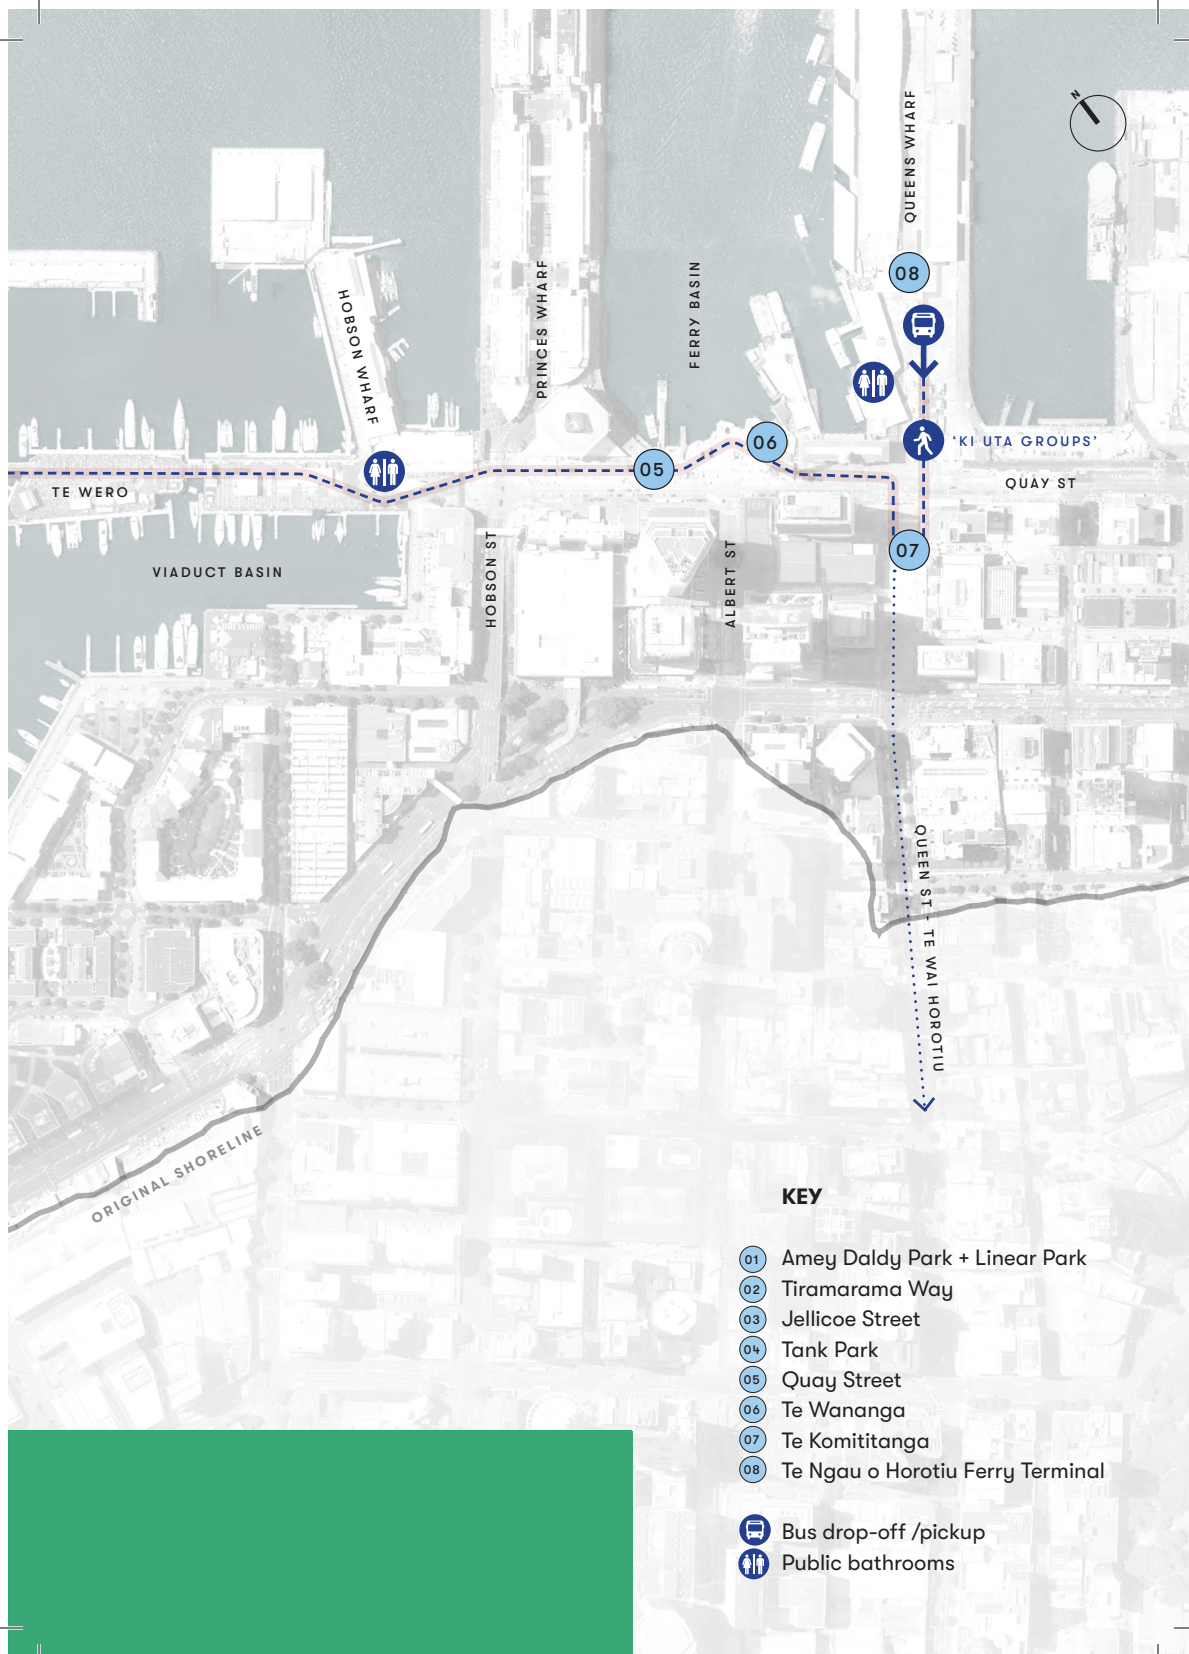 N
QUEENS WHARF
08
HOBSON WHARF
PRINCES WHARF
FERRY BASIN
'KI UTA GROUPS'
06
05
TE WERO
QUAY ST
07
VIADUCT BASIN
HOBSON ST
ALBERT ST
QUEEN ST - TE WAI HOROTIU
ORIGINAL SHORELINE
KEY
01 Amey Daldy Park + Linear Park
02 Tiramarama Way
03 Jellicoe Street
04 Tank Park
05 Quay Street
06 Te Wananga
07 Te Komititanga
08 Te Ngau o Horotiu Ferry Terminal
Bus drop-off /pickup
Public bathrooms